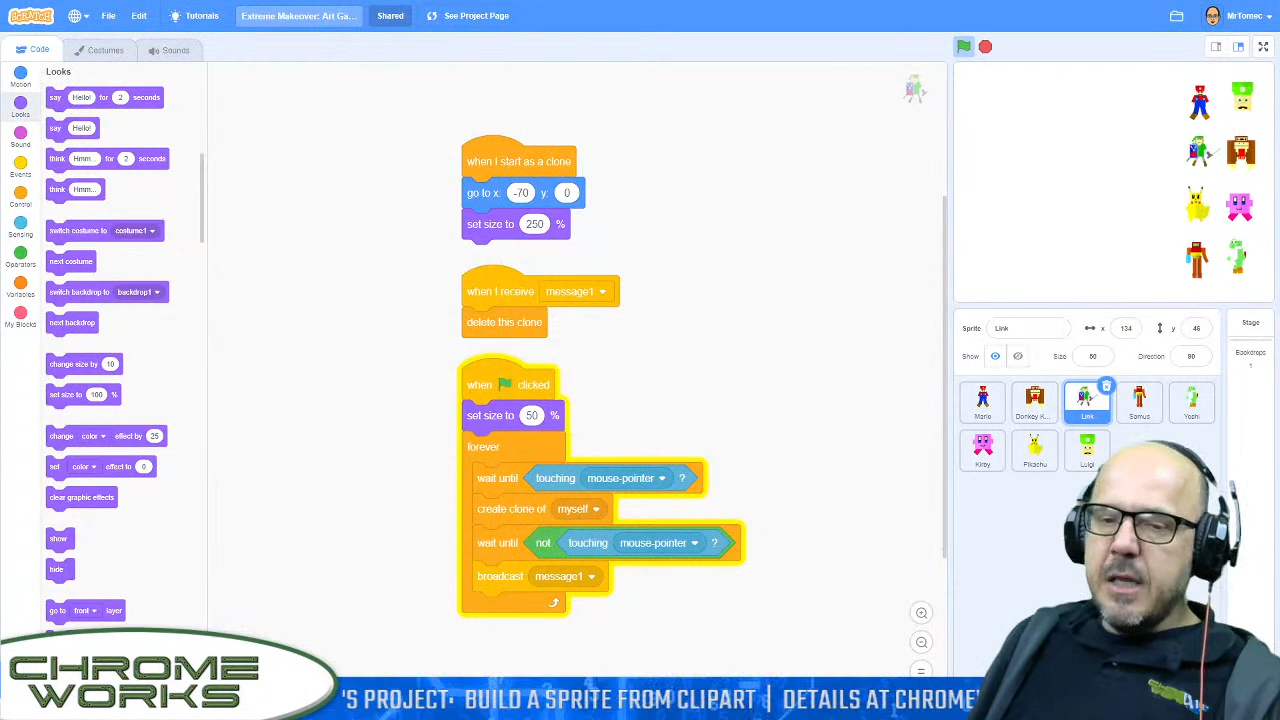 SCRATCH
File
Edit
Tutorials
Extreme Makeover: Art Ga...
Shared
See Project Page
MrTomec
Code
Costumes
Sounds
Motion
Looks
Sound
Events
Control
Sensing
Operators
Variables
My Blocks
Looks
say Hello! for 2 seconds
say Hello!
think Hmm... for 2 seconds
think Hmm...
switch costume to costume1
next costume
switch backdrop to backdrop1
next backdrop
change size by 10
set size to 100 %
change color effect by 25
set color effect to 0
clear graphic effects
show
hide
go to front layer
when I start as a clone
go to x: -70 y: 0
set size to 250 %
when I receive message1
delete this clone
when clicked
set size to 50 %
forever
wait until touching mouse-pointer ?
create clone of myself
wait until not touching mouse-pointer ?
broadcast message1
Sprite Link x 134 y 46
Show Size 50 Direction 90
Mario
Donkey K...
Link
Samus
Yoshi
Kirby
Pikachu
Luigi
Stage
Backdrops
1
CHROME
WORKS
'S PROJECT: BUILD A SPRITE FROM CLIPART | DETAILS AT CHROME